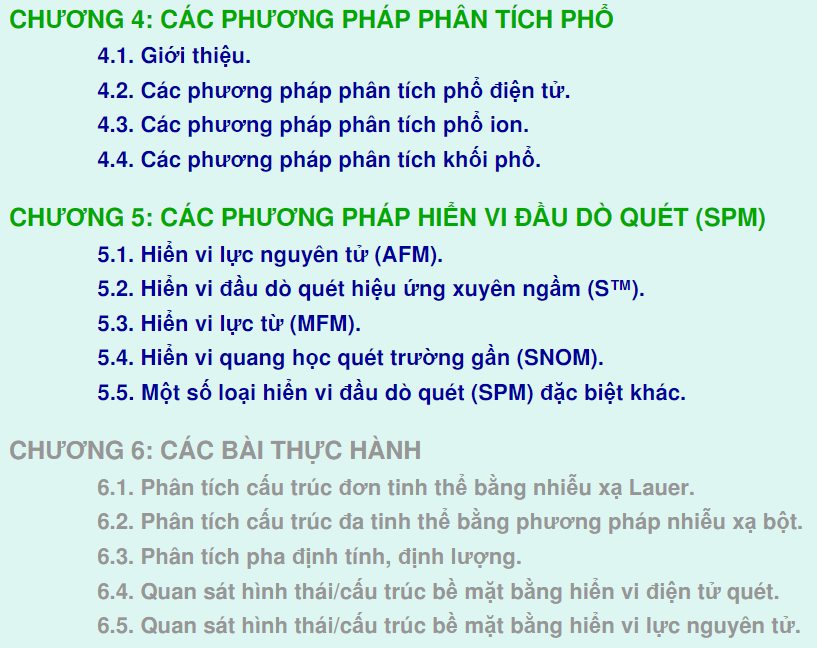 CHƯƠNG 4: CÁC PHƯƠNG PHÁP PHÂN TÍCH PHỔ
4.1. Giới thiệu.
4.2. Các phương pháp phân tích phổ điện tử.
4.3. Các phương pháp phân tích phổ ion.
4.4. Các phương pháp phân tích khối phổ.
CHƯƠNG 5: CÁC PHƯƠNG PHÁP HIỂN VI ĐẦU DÒ QUÉT (SPM)
5.1. Hiển vi lực nguyên tử (AFM).
5.2. Hiển vi đầu dò quét hiệu ứng xuyên ngầm (S™).
5.3. Hiển vi lực từ (MFM).
5.4. Hiển vi quang học quét trường gần (SNOM).
5.5. Một số loại hiển vi đầu dò quét (SPM) đặc biệt khác.
CHƯƠNG 6: CÁC BÀI THỰC HÀNH
6.1. Phân tích cấu trúc đơn tinh thể bằng nhiễu xạ Lauer.
6.2. Phân tích cấu trúc đa tinh thể bằng phương pháp nhiễu xạ bột.
6.3. Phân tích pha định tính, định lượng.
6.4. Quan sát hình thái/cấu trúc bề mặt bằng hiển vi điện tử quét.
6.5. Quan sát hình thái/cấu trúc bề mặt bằng hiển vi lực nguyên tử.